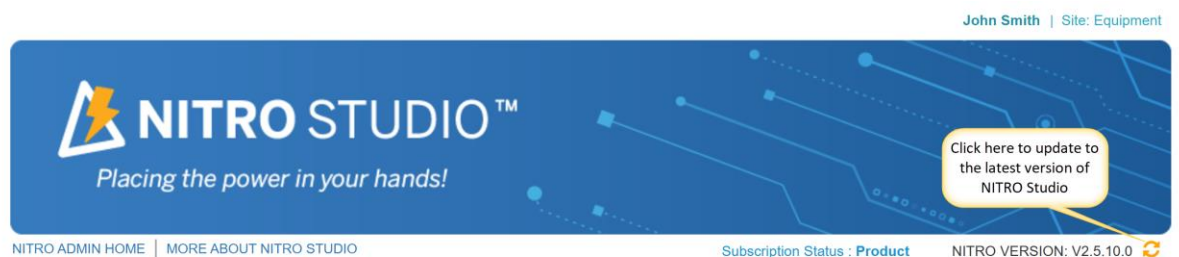 John Smith | Site: Equipment
NITRO STUDIO™
Placing the power in your hands!
Click here to update to
the latest version of
NITRO Studio
NITRO ADMIN HOME | MORE ABOUT NITRO STUDIO
Subscription Status : Product
NITRO VERSION: V2.5.10.0